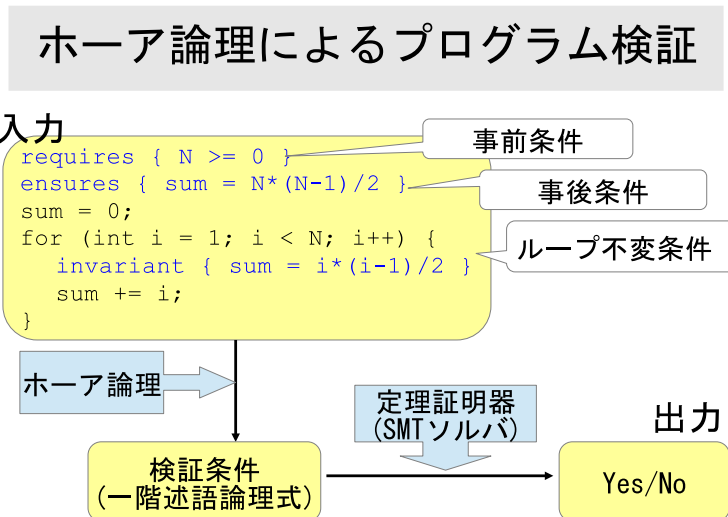 ホーア論理によるプログラム検証
入力
requires { N >= 0 }
ensures { sum = N*(N-1)/2 }
sum = 0;
for (int i = 1; i < N; i++) {
invariant { sum = i*(i-1)/2 }
sum += i;
}
事前条件
事後条件
ループ不変条件
ホーア論理
定理証明器
(SMTソルバ)
出力
検証条件
(一階述語論理式)
Yes/No